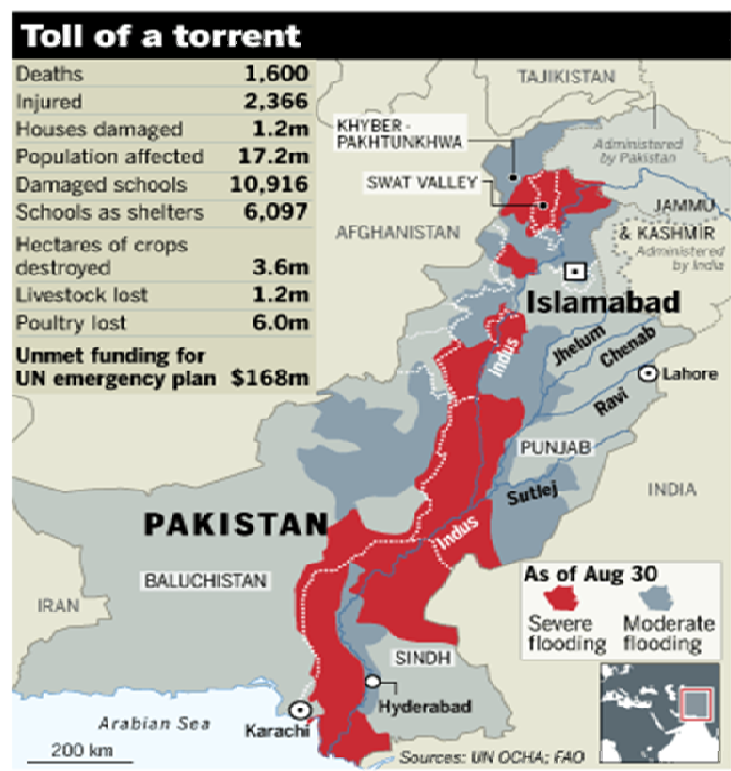 Toll of a torrent
Deaths 1,600
Injured 2,366
Houses damaged 1.2m
Population affected 17.2m
Damaged schools 10,916
Schools as shelters 6,097
Hectares of crops
destroyed 3.6m
Livestock lost 1.2m
Poultry lost 6.0m
Unmet funding for
UN emergency plan $168m
TAJIKISTAN
KHYBER-
PAKHTUNKHWA
Administered
by Pakistan
SWAT VALLEY
JAMMU
& KASHMIR
Administered
by India
AFGHANISTAN
Islamabad
Indus
Jhelum
Chenab
Lahore
Ravi
PUNJAB
Sutlej
INDIA
PAKISTAN
Indus
BALUCHISTAN
IRAN
As of Aug 30
Severe
flooding
Moderate
flooding
SINDH
Hyderabad
Karachi
Arabian Sea
200 km
Sources: UN OCHA; FAO